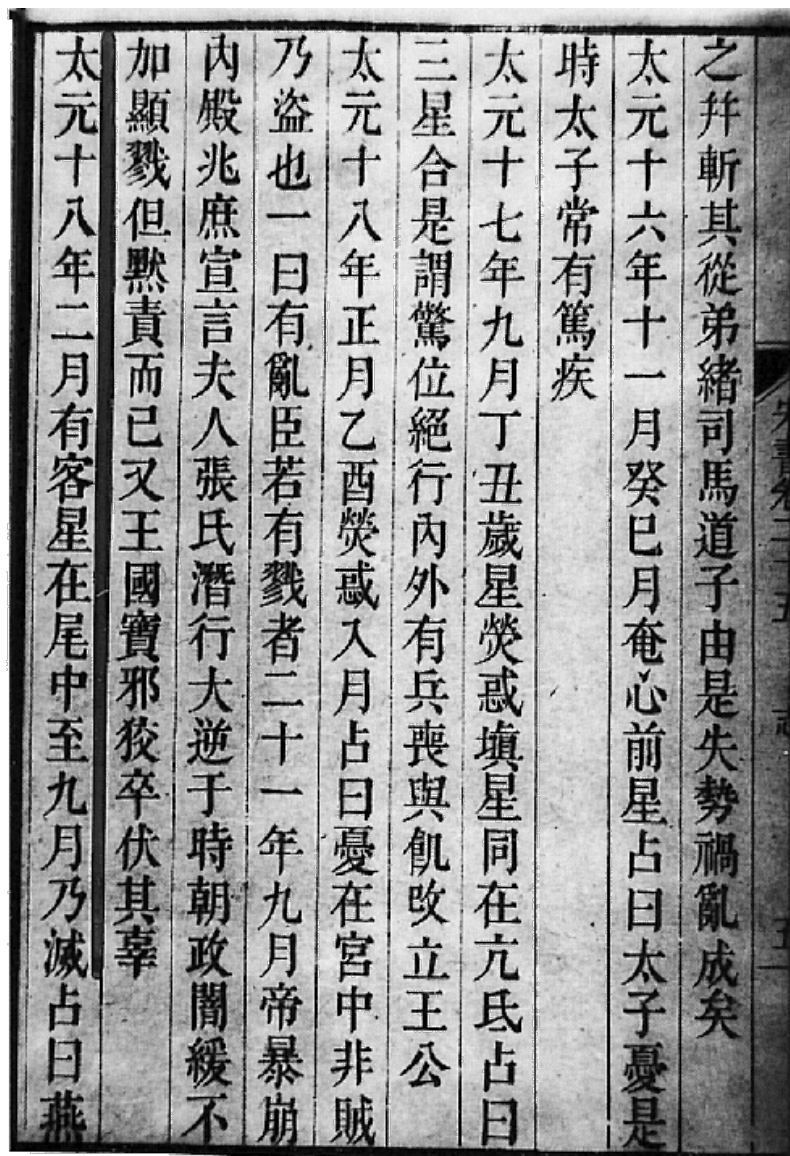 之幷斬其從弟緒司馬道子由是失勢禍亂成矣
太元十六年十一月癸巳月奄心前星占曰太子憂是
時太子常有篤疾
太元十七年九月丁丑歲星熒惑塡星同在亢氐占曰
三星合是謂驚位絕行內外有兵喪與飢改立王公
太元十八年正月乙酉熒惑入月占曰憂在宮中非賊
乃盜也一曰有亂臣若有戮者二十一年九月帝暴崩
內殿兆庶宣言夫人張氏潛行大逆于時朝政闇緩不
加顯戮但默責而已又王國寶邪狡卒伏其辜
太元十八年二月有客星在尾中至九月乃滅占曰燕